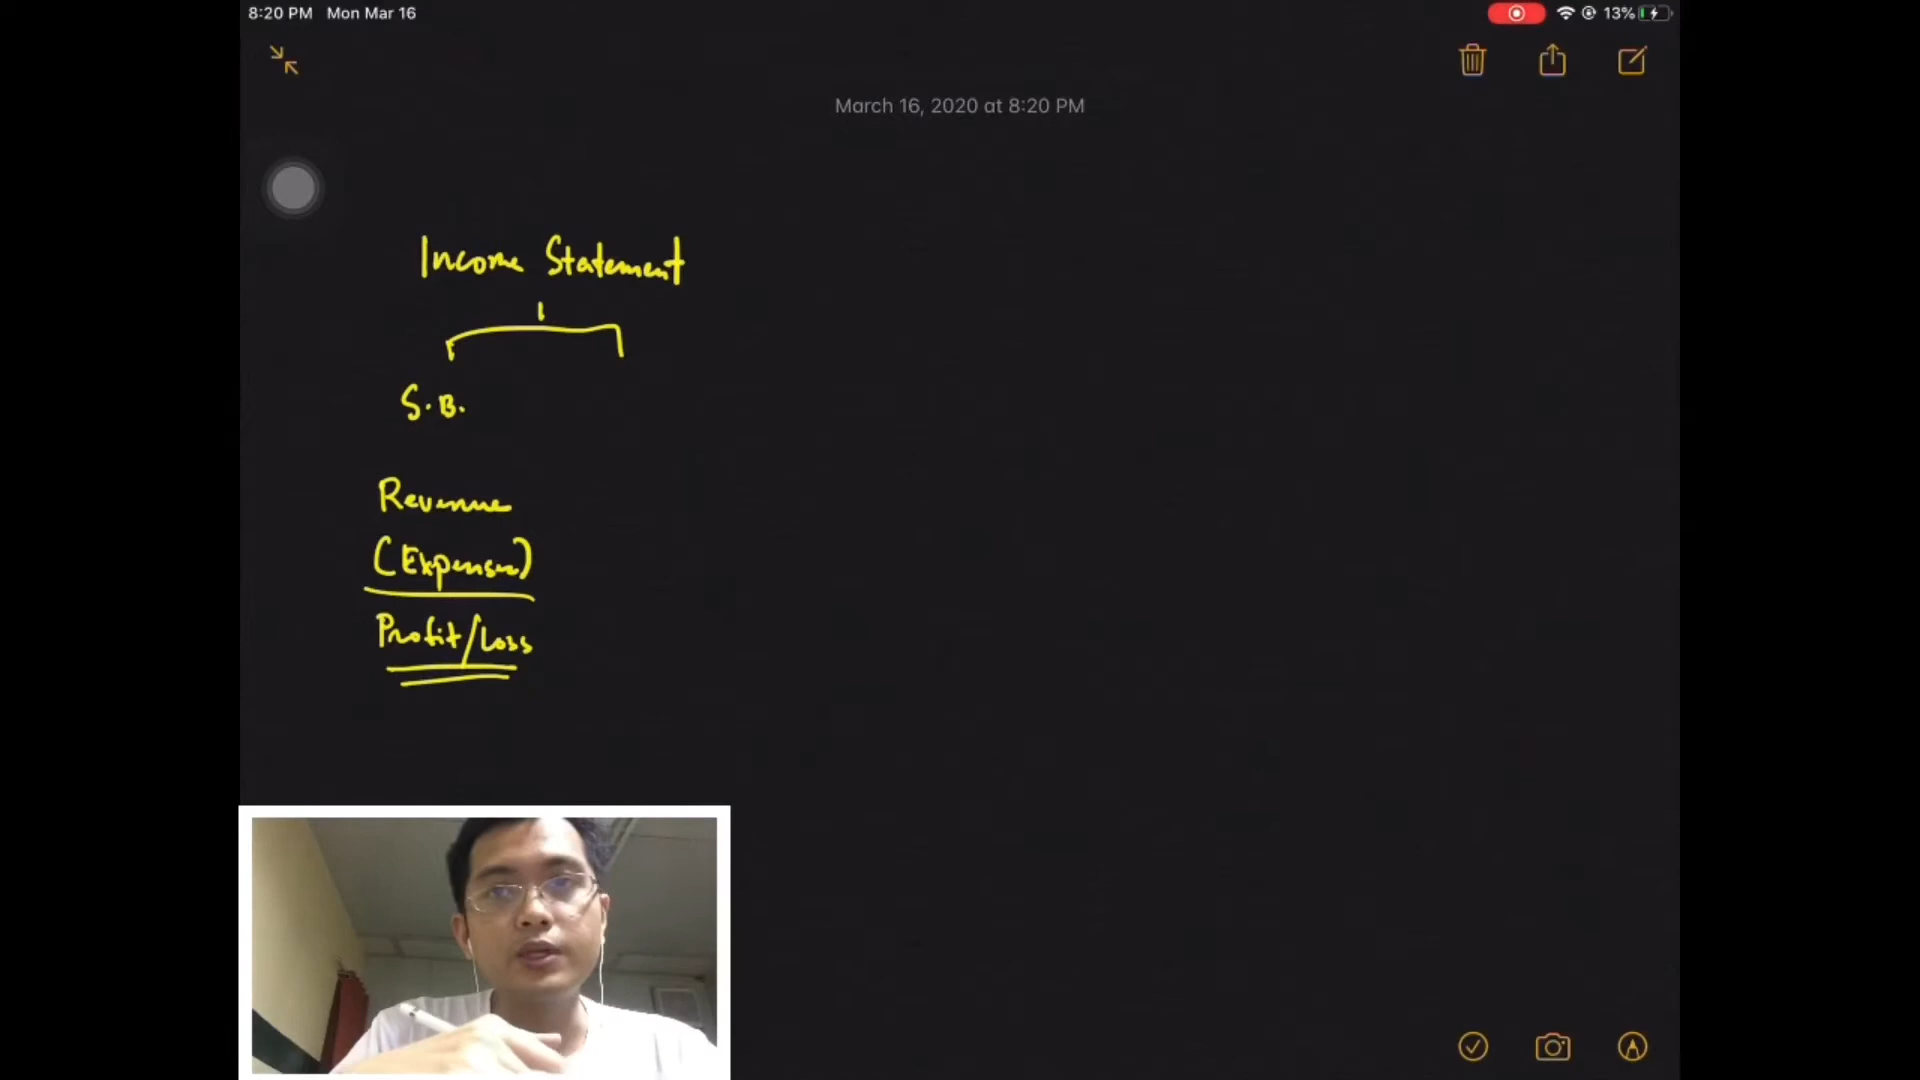 8:20 PM Mon Mar 16
13%
March 16, 2020 at 8:20 PM
Income Statement
S.B.
Revenue
(Expenses)
Profit/Loss